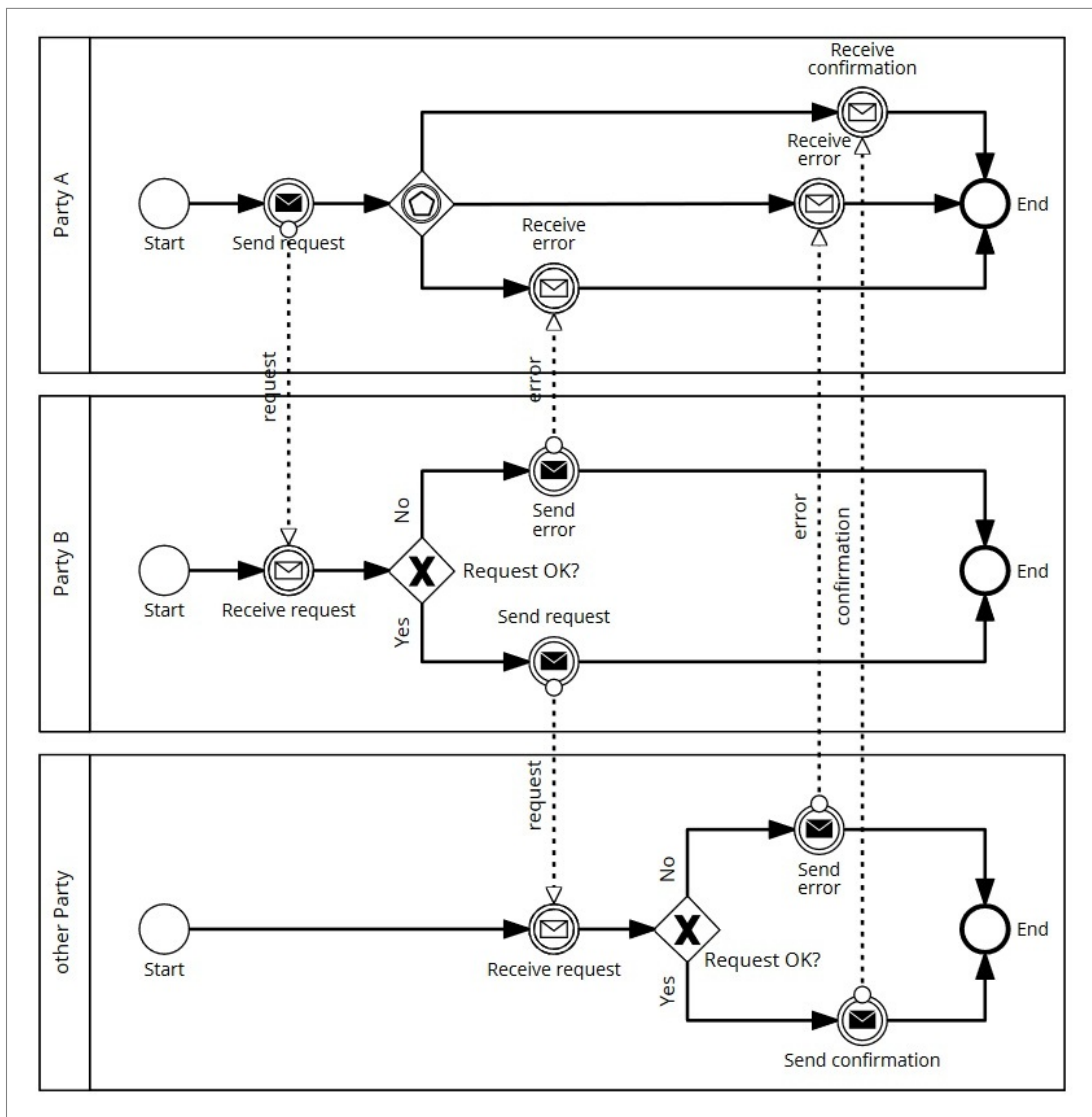 Party A
Receive
confirmation
Receive
error
Start
Send request
Receive
error
End
request
error
Party B
No
Send
error
error
confirmation
Start
Receive request
Request OK?
End
Yes
Send request
other Party
request
No
Send
error
Start
Receive request
Request OK?
End
Yes
Send confirmation